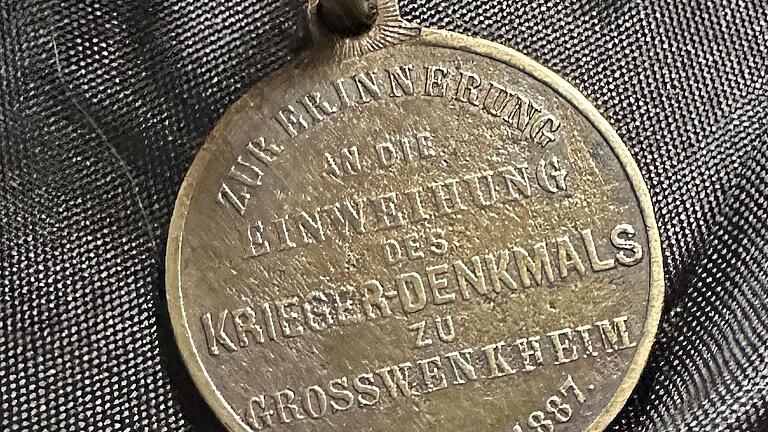 ZUR ERINNERUNG
AN DIE
EINWEIHUNG
DES
KRIEGER-DENKMALS
ZU
GROSSWENKHEIM
1887.